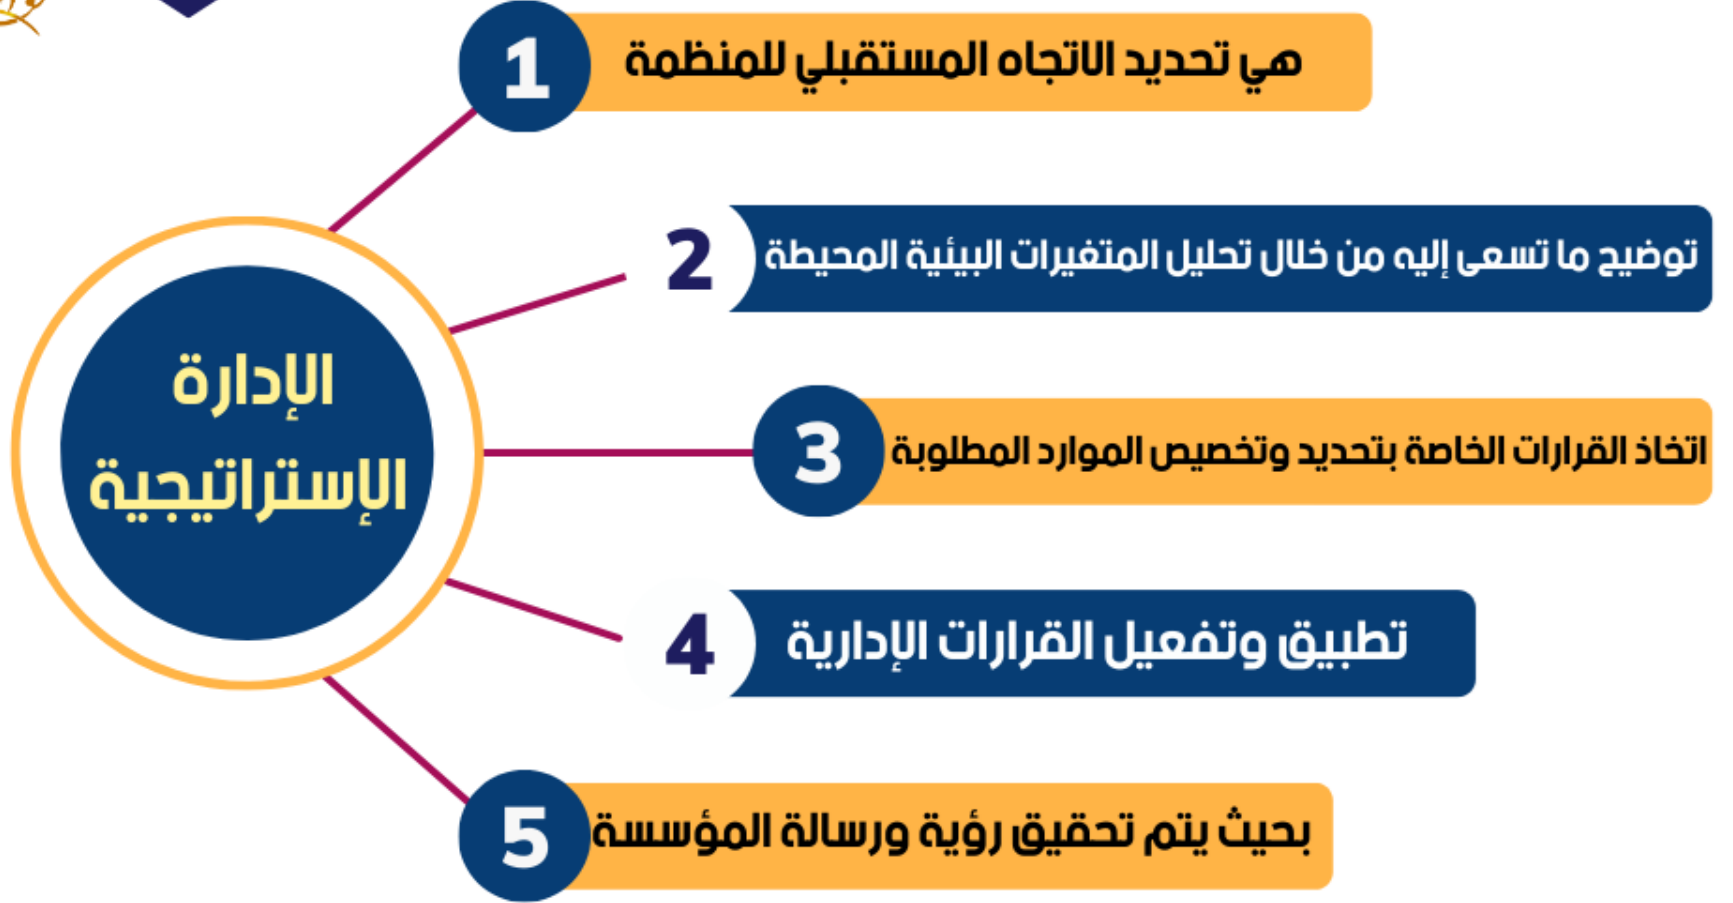 الإدارة
الإستراتيجية
1
هي تحديد الاتجاه المستقبلي للمنظمة
2
توضيح ما تسعى إليه من خلال تحليل المتغيرات البيئية المحيطة
3
اتخاذ القرارات الخاصة بتحديد وتخصيص الموارد المطلوبة
4
تطبيق وتفعيل القرارات الإدارية
5
بحيث يتم تحقيق رؤية ورسالة المؤسسة